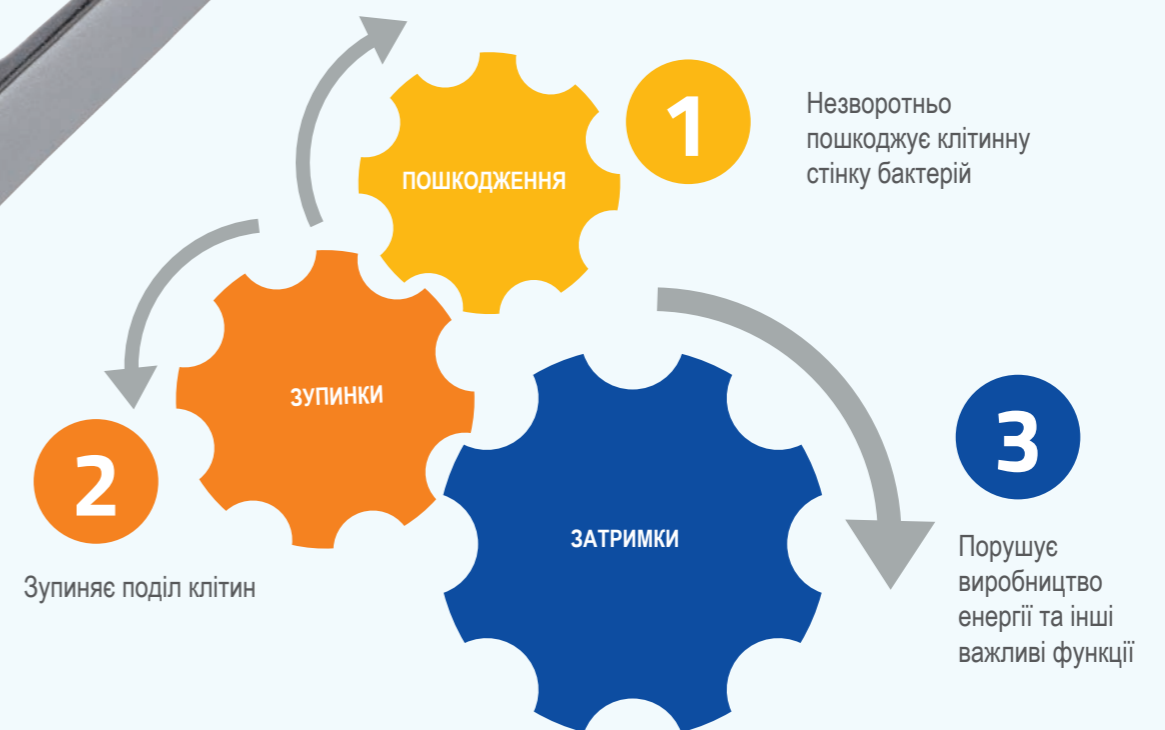 ПОШКОДЖЕННЯ
1
Незворотньо
пошкоджує клітинну
стінку бактерій
ЗУПИНКИ
2
Зупиняє поділ клітин
ЗАТРИМКИ
3
Порушує
виробництво
енергії та інші
важливі функції